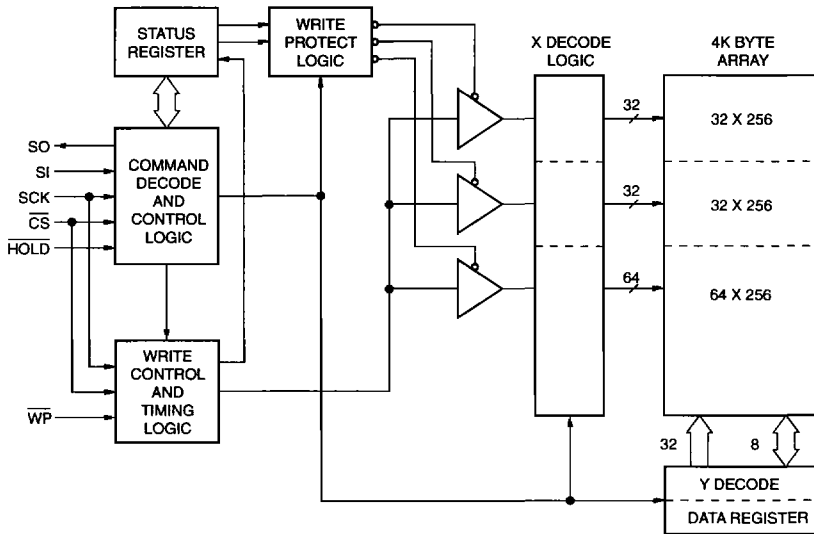 STATUS
REGISTER
WRITE
PROTECT
LOGIC
X DECODE
LOGIC
4K BYTE
ARRAY
SO
SI
SCK
CS
HOLD
WP
COMMAND
DECODE
AND
CONTROL
LOGIC
WRITE
CONTROL
AND
TIMING
LOGIC
32
32
64
32 X 256
32 X 256
64 X 256
32
8
Y DECODE
DATA REGISTER